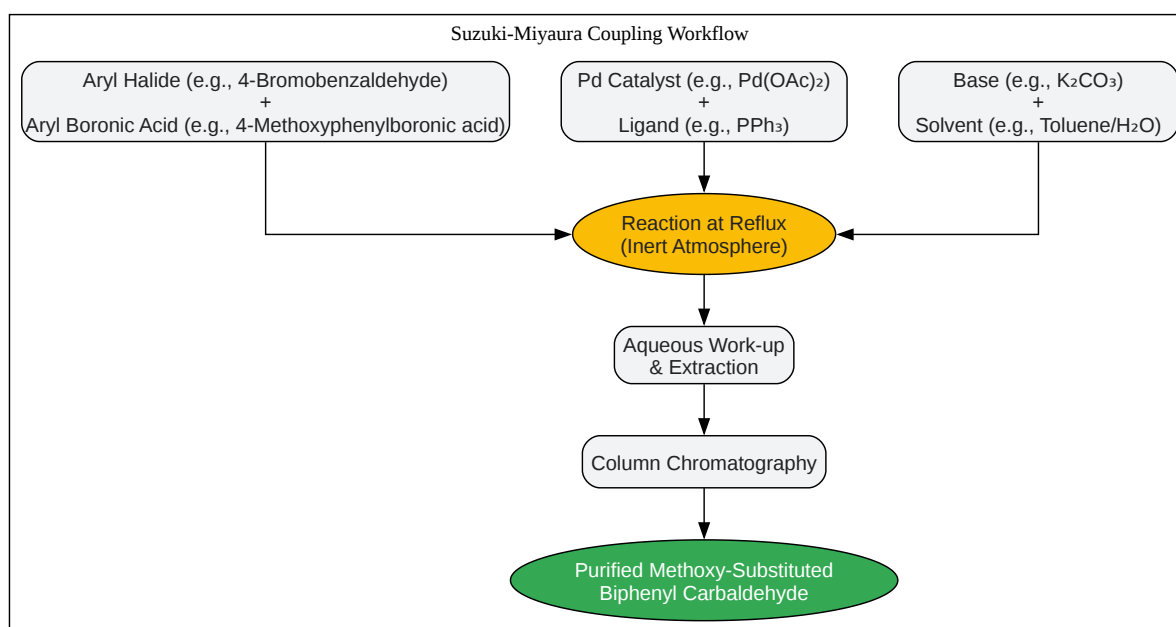 Suzuki-Miyaura Coupling Workflow
Aryl Halide (e.g., 4-Bromobenzaldehyde)
+
Aryl Boronic Acid (e.g., 4-Methoxyphenylboronic acid)
Pd Catalyst (e.g., Pd(OAc)₂)
+
Ligand (e.g., PPh₃)
Base (e.g., K₂CO₃)
+
Solvent (e.g., Toluene/H₂O)
Reaction at Reflux
(Inert Atmosphere)
Aqueous Work-up
& Extraction
Column Chromatography
Purified Methoxy-Substituted
Biphenyl Carbaldehyde